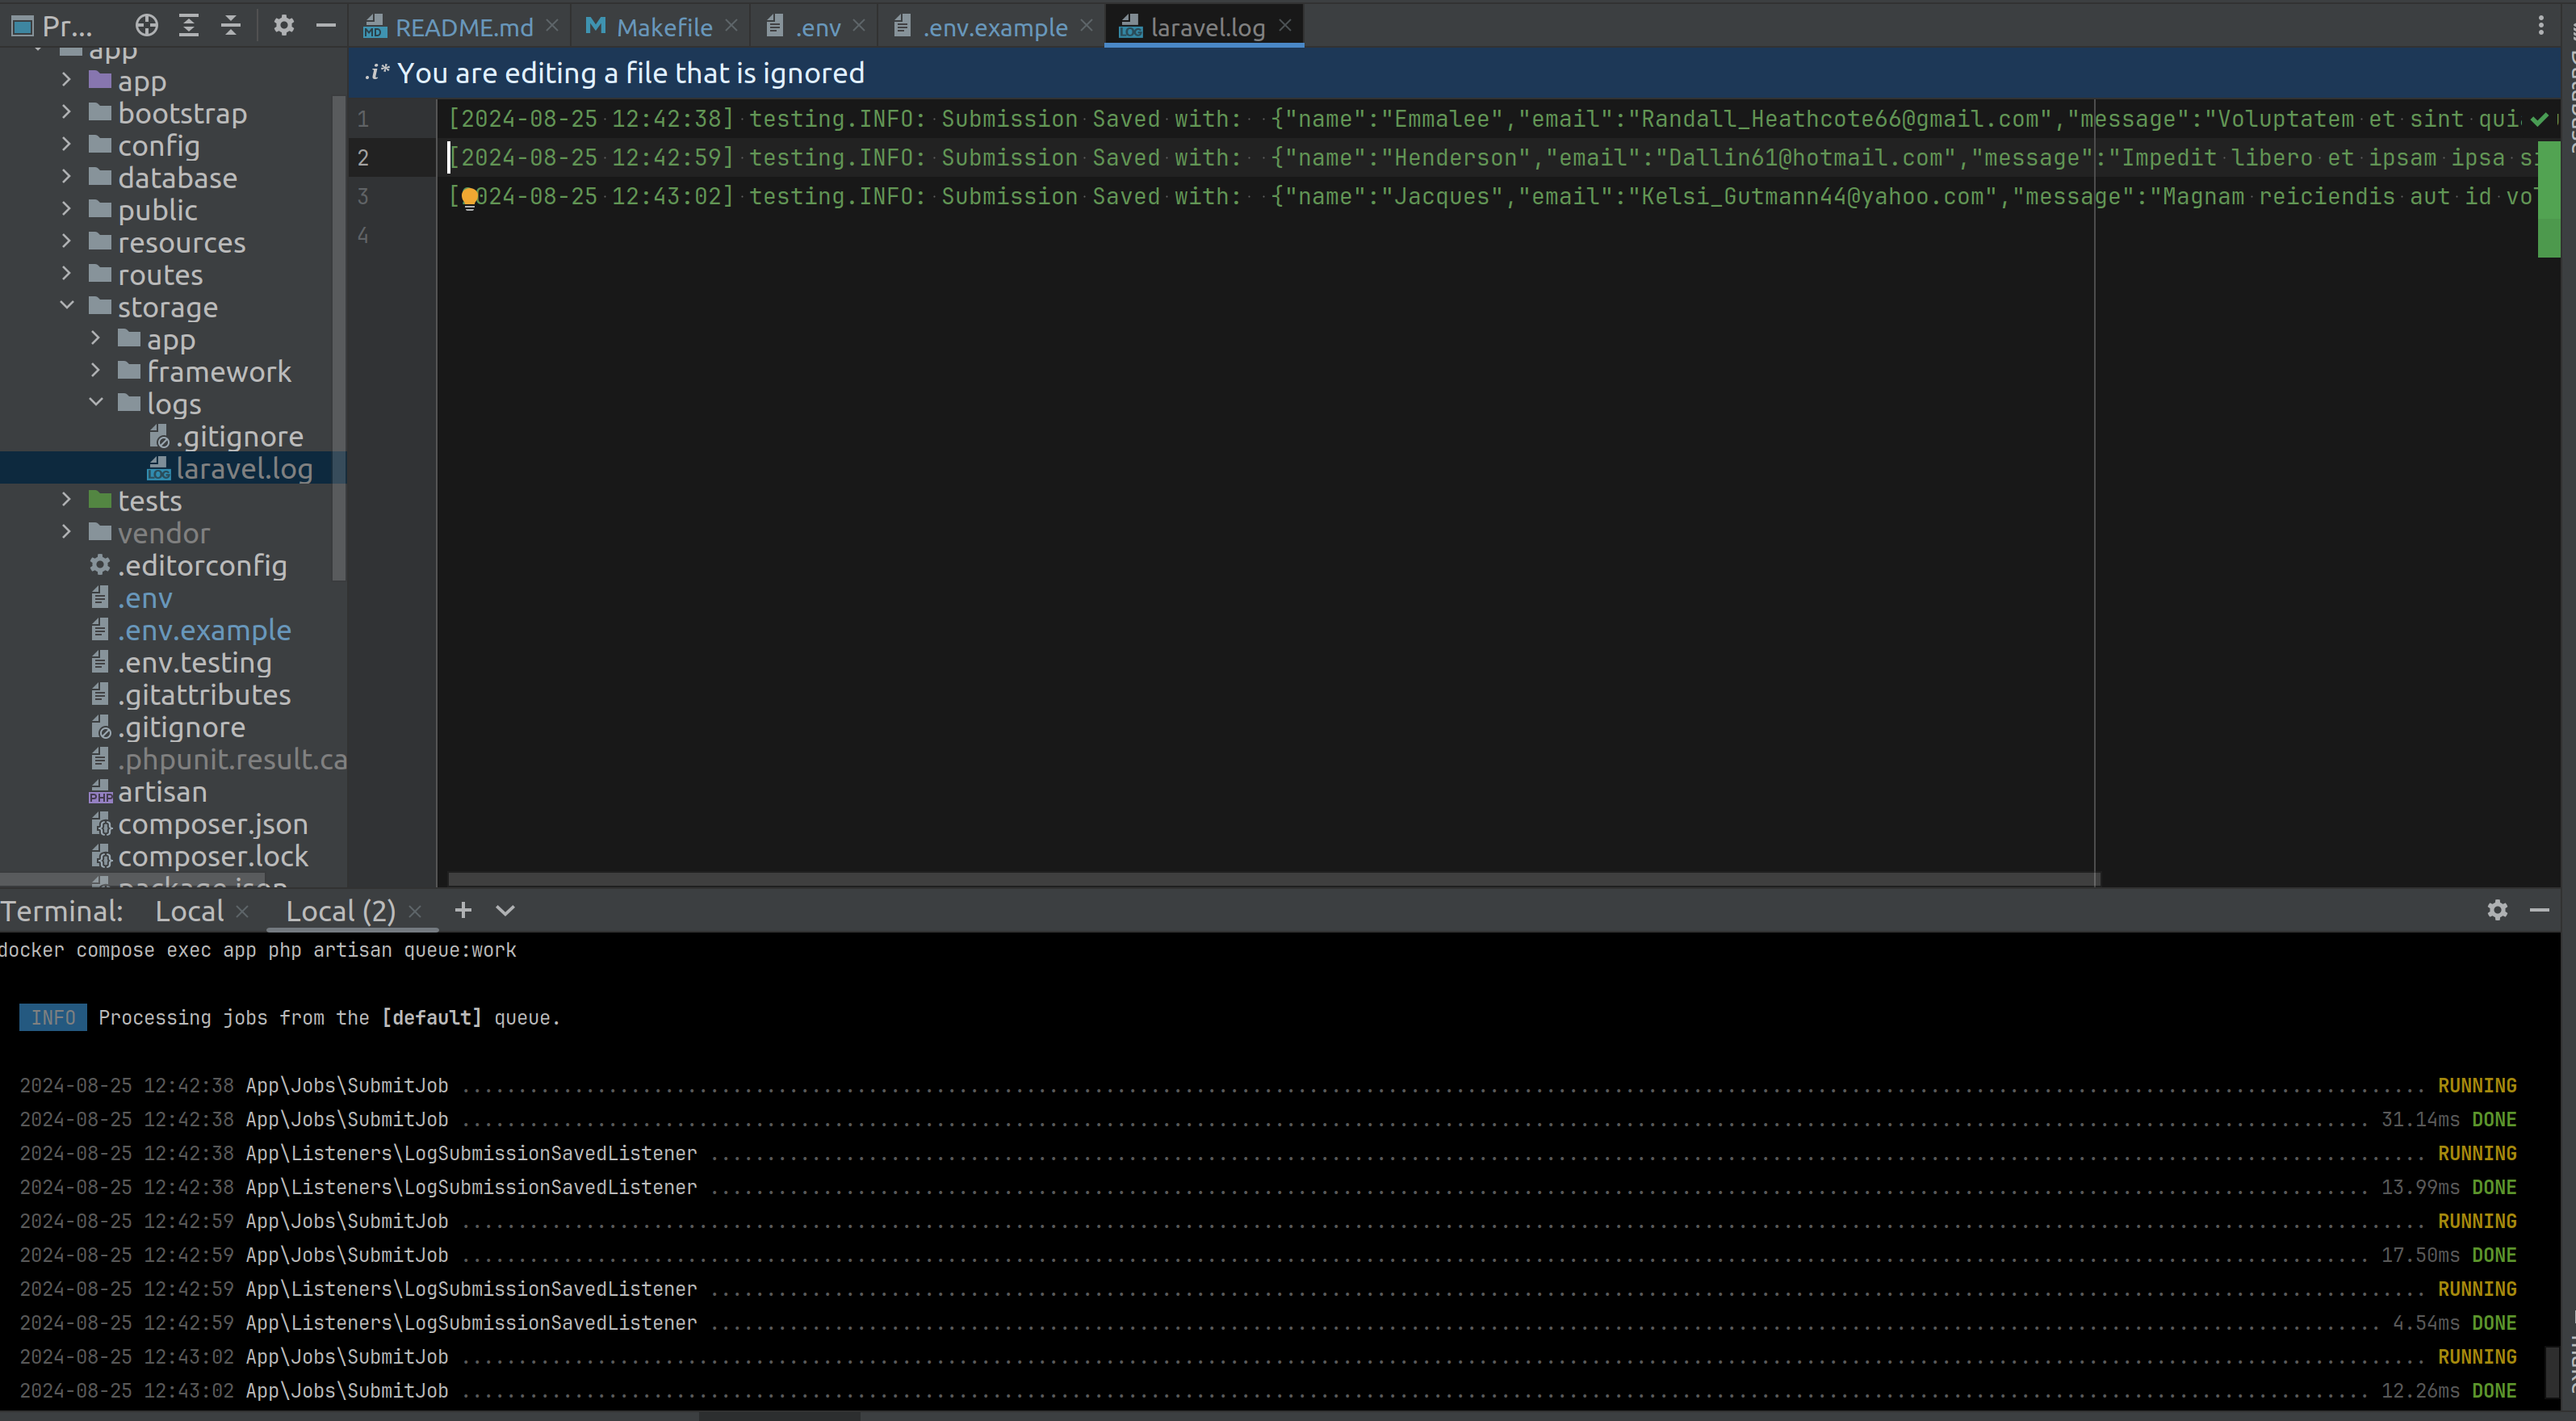 Pr...
README.md
Makefile
.env
.env.example
laravel.log
You are editing a file that is ignored
app
app
bootstrap
config
database
public
resources
routes
storage
app
framework
logs
.gitignore
laravel.log
tests
vendor
.editorconfig
.env
.env.example
.env.testing
.gitattributes
.gitignore
.phpunit.result.ca
artisan
composer.json
composer.lock
package.json
1 [2024-08-25 12:42:38] testing.INFO: Submission Saved with:  {"name":"Emmalee","email":"Randall_Heathcote66@gmail.com","message":"Voluptatem et sint quia
2 [2024-08-25 12:42:59] testing.INFO: Submission Saved with:  {"name":"Henderson","email":"Dallin61@hotmail.com","message":"Impedit libero et ipsam ipsa si
3 [2024-08-25 12:43:02] testing.INFO: Submission Saved with:  {"name":"Jacques","email":"Kelsi_Gutmann44@yahoo.com","message":"Magnam reiciendis aut id vo
4
Database
Terminal: Local Local (2)
docker compose exec app php artisan queue:work
INFO Processing jobs from the [default] queue.
2024-08-25 12:42:38 App\Jobs\SubmitJob ........ RUNNING
2024-08-25 12:42:38 App\Jobs\SubmitJob ........ 31.14ms DONE
2024-08-25 12:42:38 App\Listeners\LogSubmissionSavedListener ........ RUNNING
2024-08-25 12:42:38 App\Listeners\LogSubmissionSavedListener ........ 13.99ms DONE
2024-08-25 12:42:59 App\Jobs\SubmitJob ........ RUNNING
2024-08-25 12:42:59 App\Jobs\SubmitJob ........ 17.50ms DONE
2024-08-25 12:42:59 App\Listeners\LogSubmissionSavedListener ........ RUNNING
2024-08-25 12:42:59 App\Listeners\LogSubmissionSavedListener ........ 4.54ms DONE
2024-08-25 12:43:02 App\Jobs\SubmitJob ........ RUNNING
2024-08-25 12:43:02 App\Jobs\SubmitJob ........ 12.26ms DONE